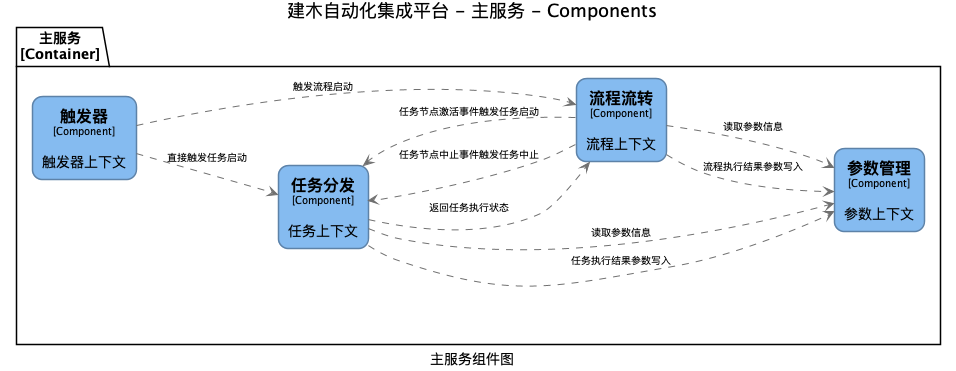 建木自动化集成平台 - 主服务 - Components
主服务
[Container]
触发器
[Component]
触发器上下文
触发流程启动
直接触发任务启动
任务分发
[Component]
任务上下文
任务节点激活事件触发任务启动
任务节点中止事件触发任务中止
返回任务执行状态
流程流转
[Component]
流程上下文
读取参数信息
流程执行结果参数写入
读取参数信息
任务执行结果参数写入
参数管理
[Component]
参数上下文
主服务组件图